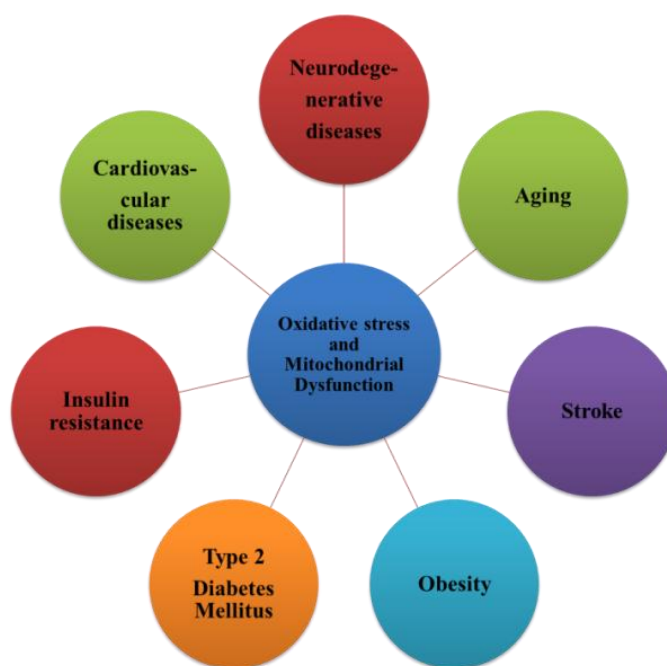 Neurodege-
nerative
diseases
Cardiovas-
cular
diseases
Aging
Oxidative stress
and
Mitochondrial
Dysfunction
Insulin
resistance
Stroke
Type 2
Diabetes
Mellitus
Obesity